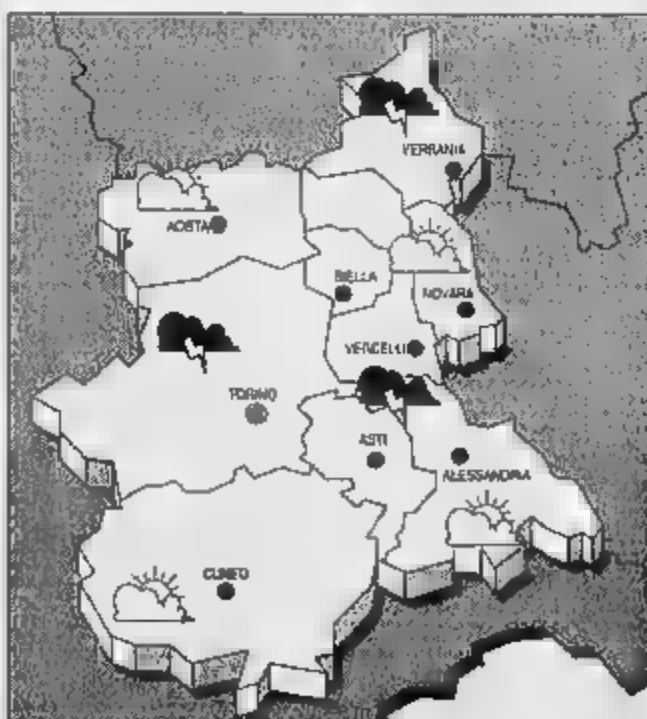 VERBANIA
AOSTA
BIELLA
NOVARA
VERCELLI
TORINO
ASTI
ALESSANDRIA
CUNEO